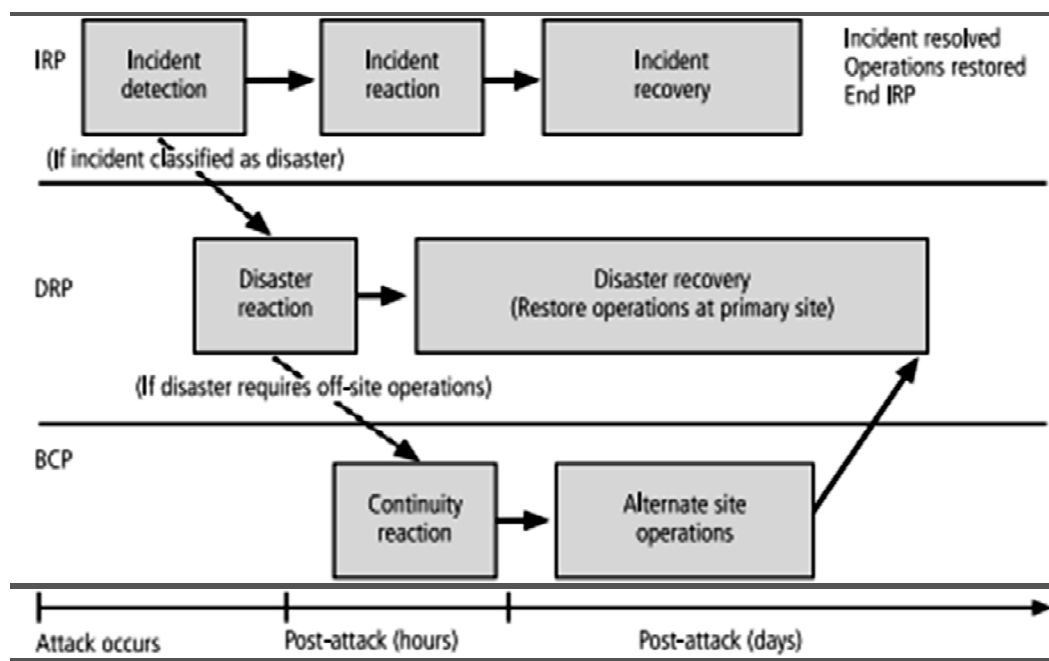 IRP
Incident
detection
Incident
reaction
Incident
recovery
Incident resolved
Operations restored
End IRP
(If incident classified as disaster)
DRP
Disaster
reaction
Disaster recovery
(Restore operations at primary site)
(If disaster requires off-site operations)
BCP
Continuity
reaction
Alternate site
operations
Attack occurs
Post-attack (hours)
Post-attack (days)